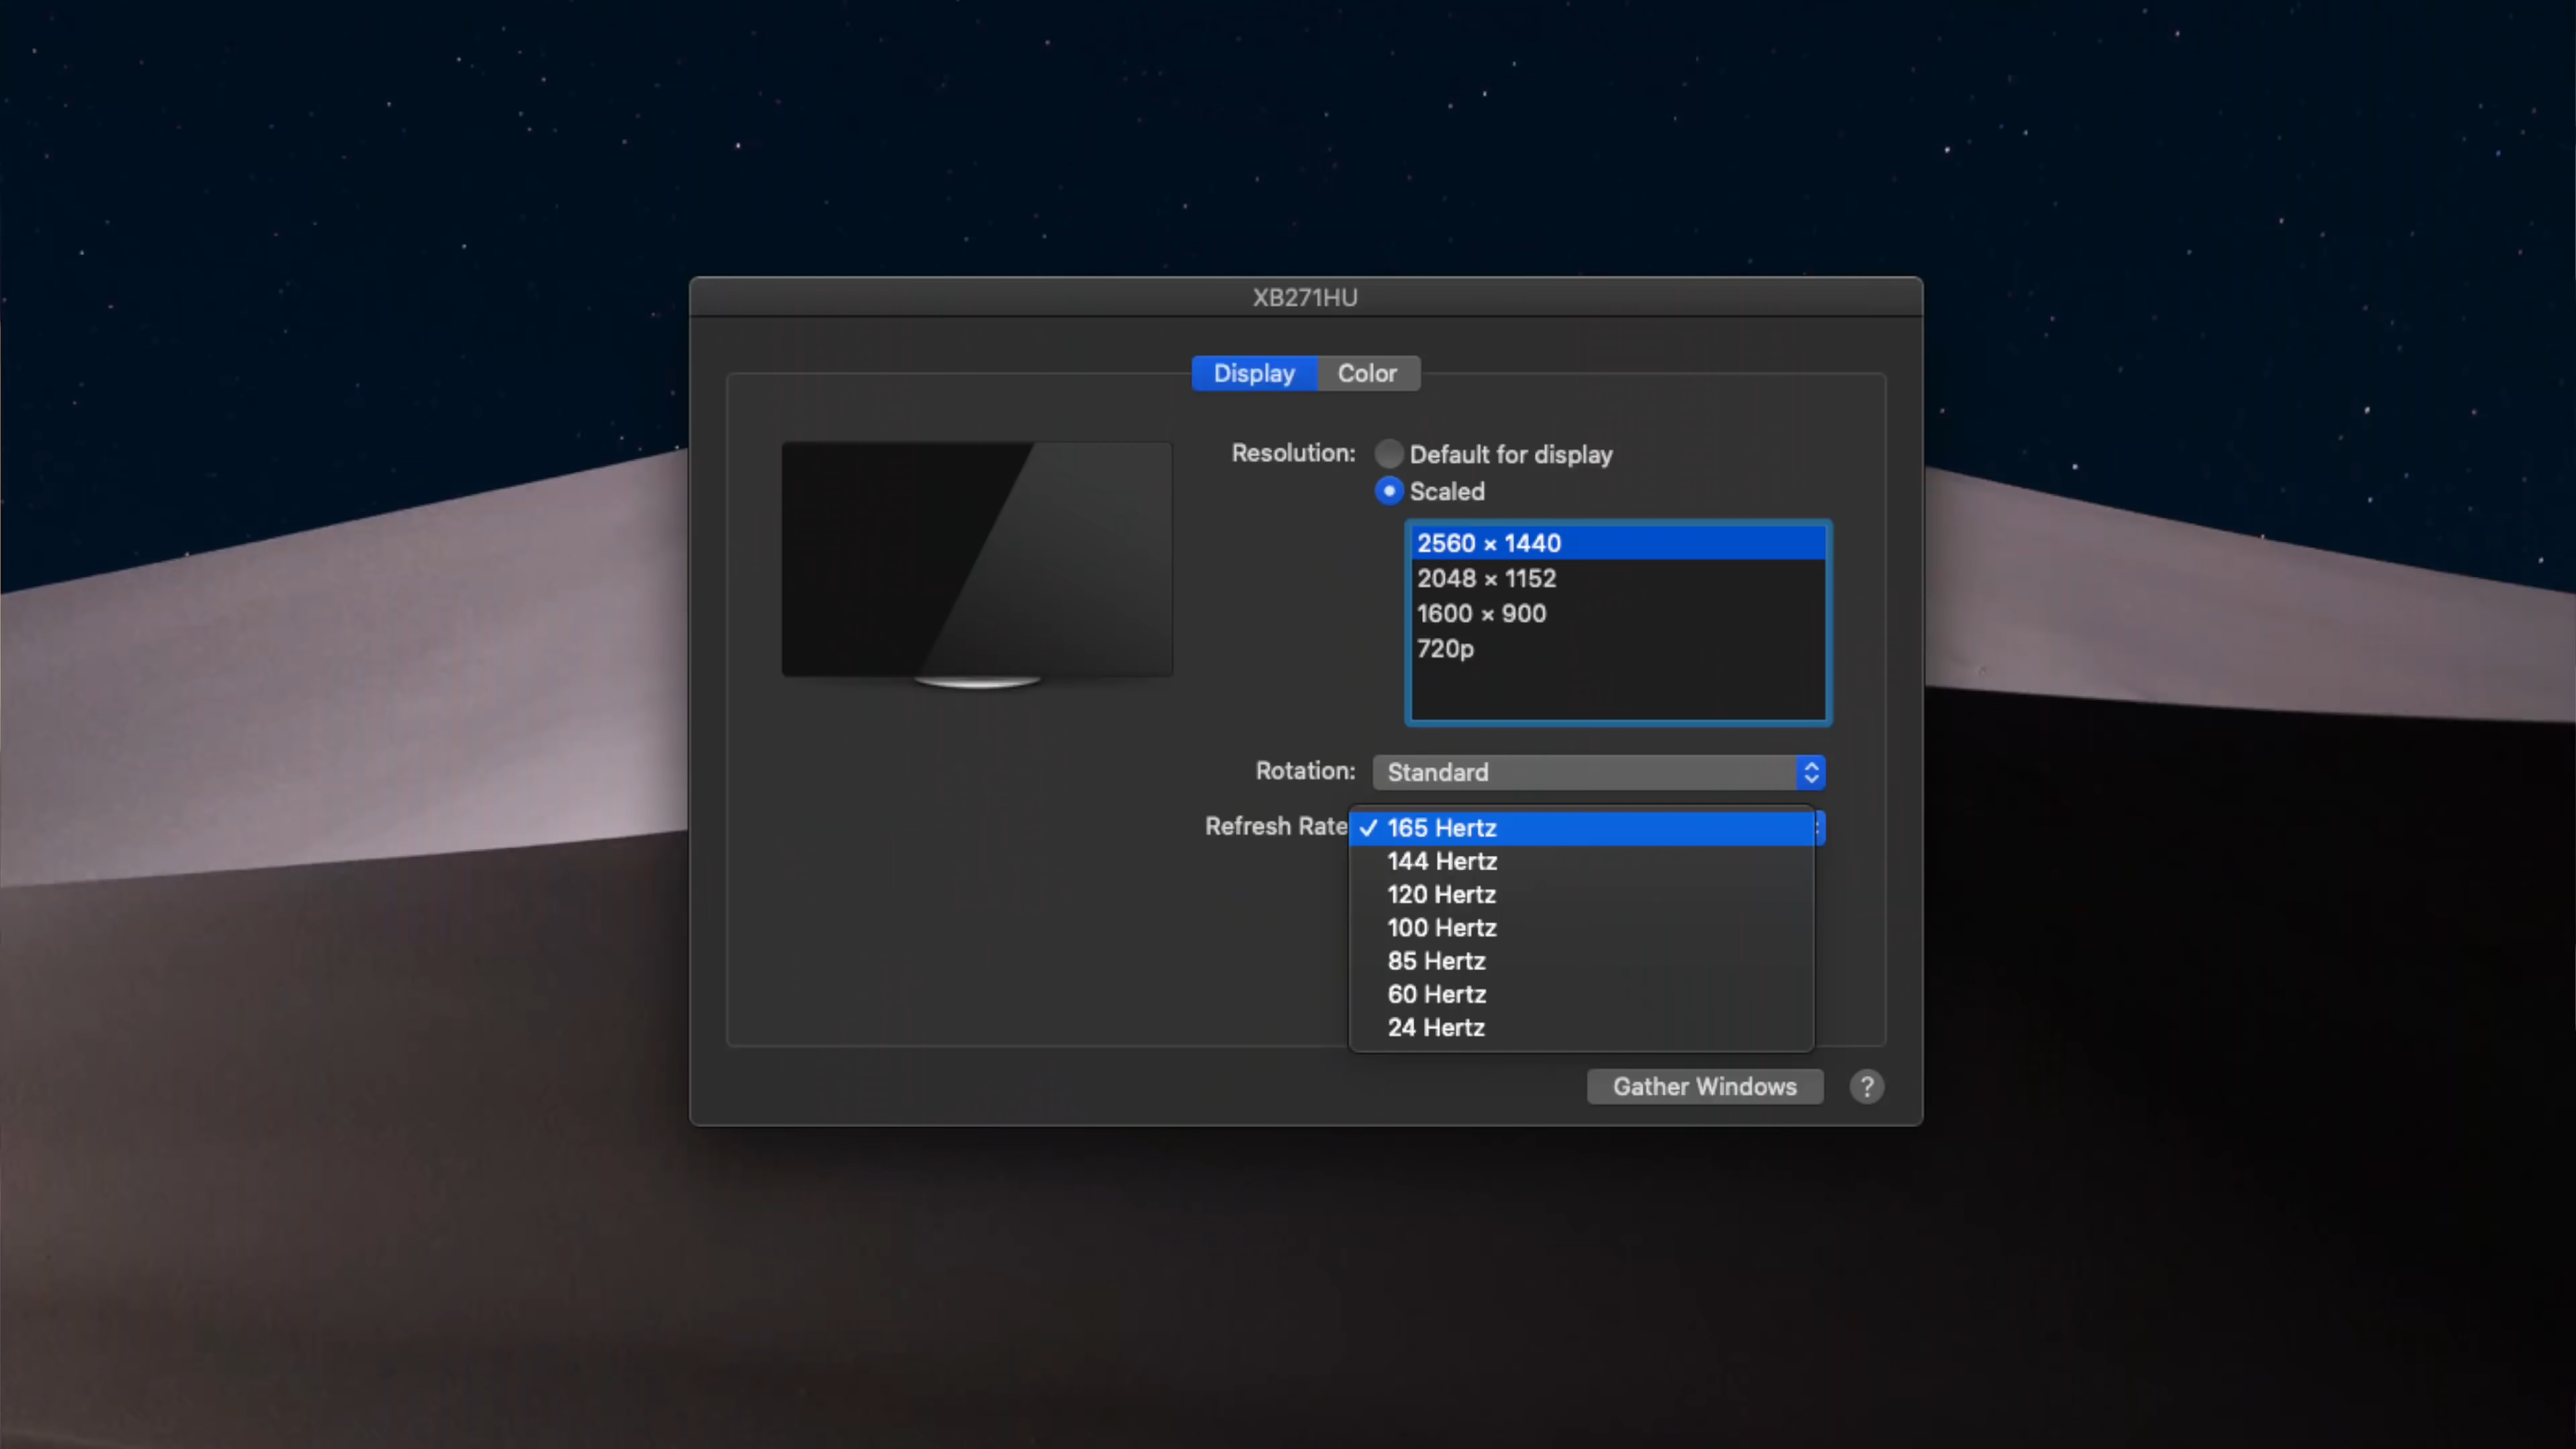 XB271HU
Display Color
Resolution: Default for display
Scaled
2560 × 1440
2048 × 1152
1600 × 900
720p
Rotation: Standard
Refresh Rate ✓ 165 Hertz
144 Hertz
120 Hertz
100 Hertz
85 Hertz
60 Hertz
24 Hertz
Gather Windows ?